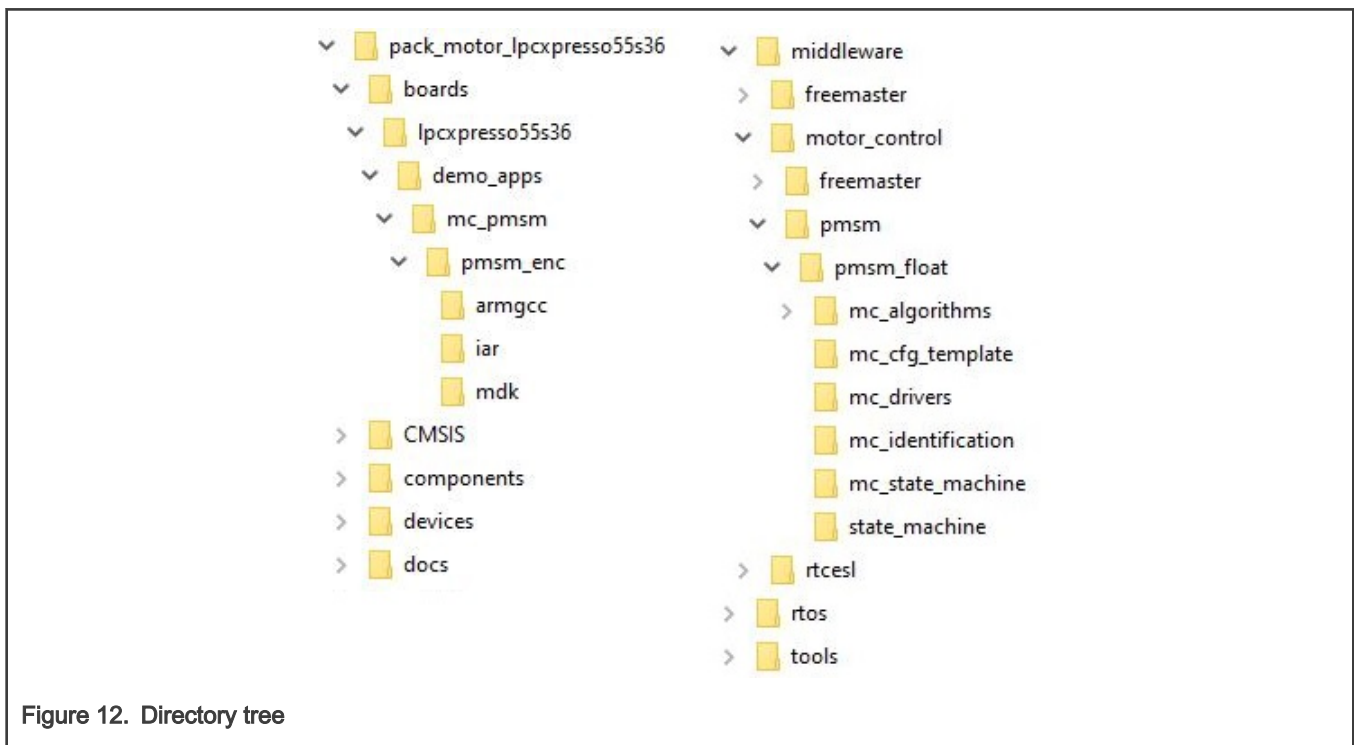 pack_motor_lpcxpresso55s36
boards
lpcxpresso55s36
demo_apps
mc_pmsm
pmsm_enc
armgcc
iar
mdk
CMSIS
components
devices
docs
middleware
freemaster
motor_control
freemaster
pmsm
pmsm_float
mc_algorithms
mc_cfg_template
mc_drivers
mc_identification
mc_state_machine
state_machine
rtcesl
rtos
tools
Figure 12. Directory tree